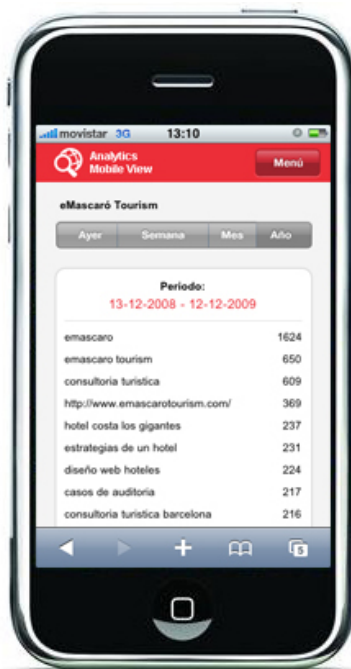 movistar 3G 13:10
Analytics
Mobile View
Menú
eMascaró Tourism
Ayer Semana Mes Año
Periodo:
13-12-2008 - 12-12-2009
emascaro 1624
emascaro tourism 650
consultoria turistica 609
http://www.emascarotourism.com/ 369
hotel costa los gigantes 237
estrategias de un hotel 231
diseño web hoteles 224
casos de auditoria 217
consultoria turistica barcelona 216
5